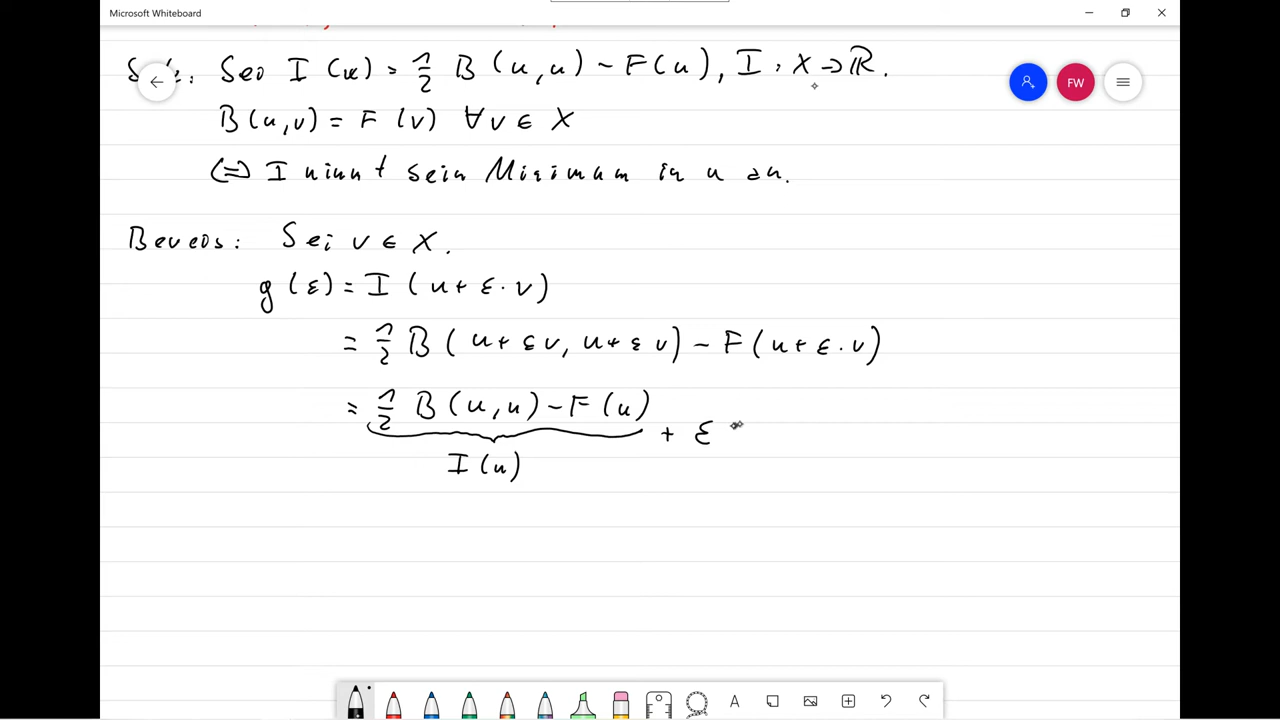 Microsoft Whiteboard
FW
Sei I(u) = 1/2 B(u,u) - F(u), I : X → ℝ.
B(u,v) = F(v) ∀v ∈ X
(⇔) I nimmt sein Minimum in u an.
Beweis: Sei v ∈ X.
g(ε) = I(u + ε·v)
= 1/2 B(u + εv, u + εv) - F(u + ε·v)
= 1/2 B(u,u) - F(u) + ε
I(u)
A